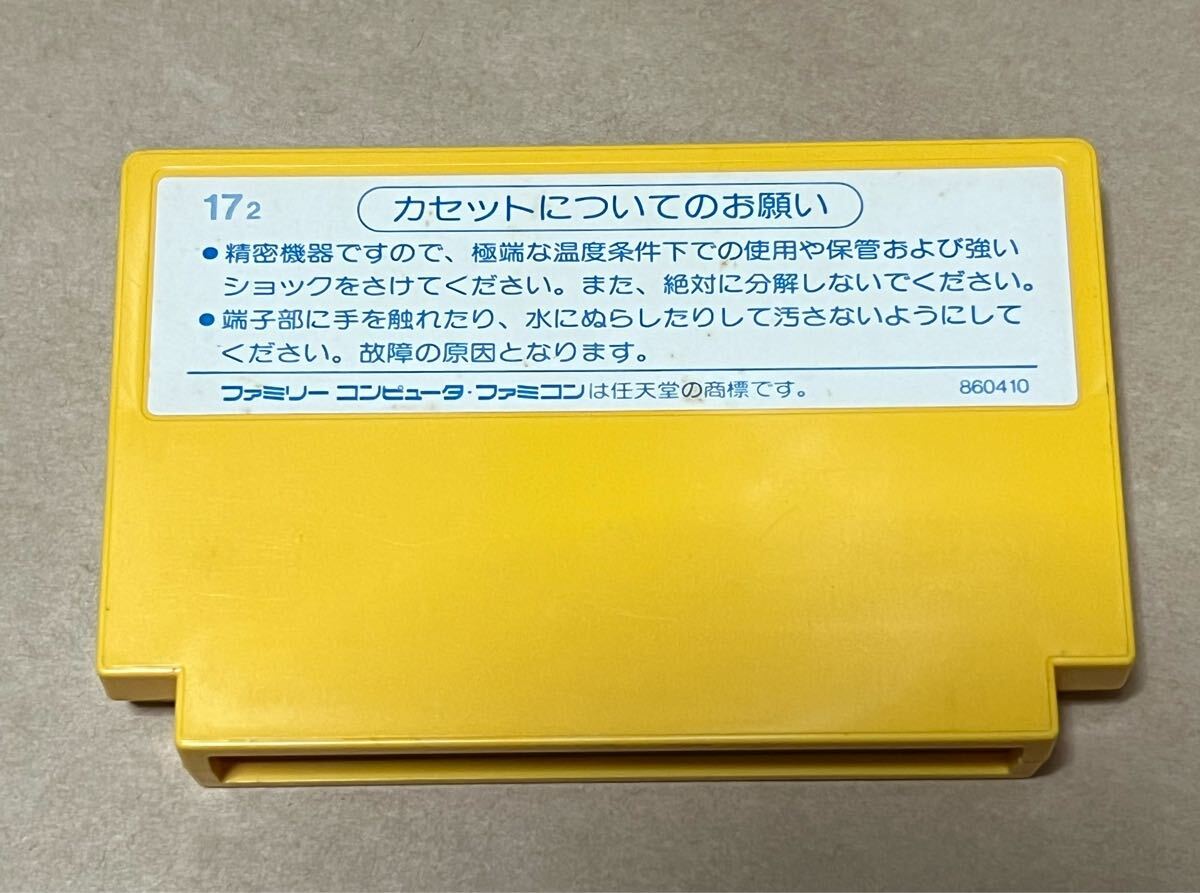 17₂ カセットについてのお願い
●精密機器ですので、極端な温度条件下での使用や保管および強い
ショックをさけてください。また、絶対に分解しないでください。
●端子部に手を触れたり、水にぬらしたりして汚さないようにして
ください。故障の原因となります。
ファミリー コンピュータ・ファミコンは任天堂の商標です。 860410